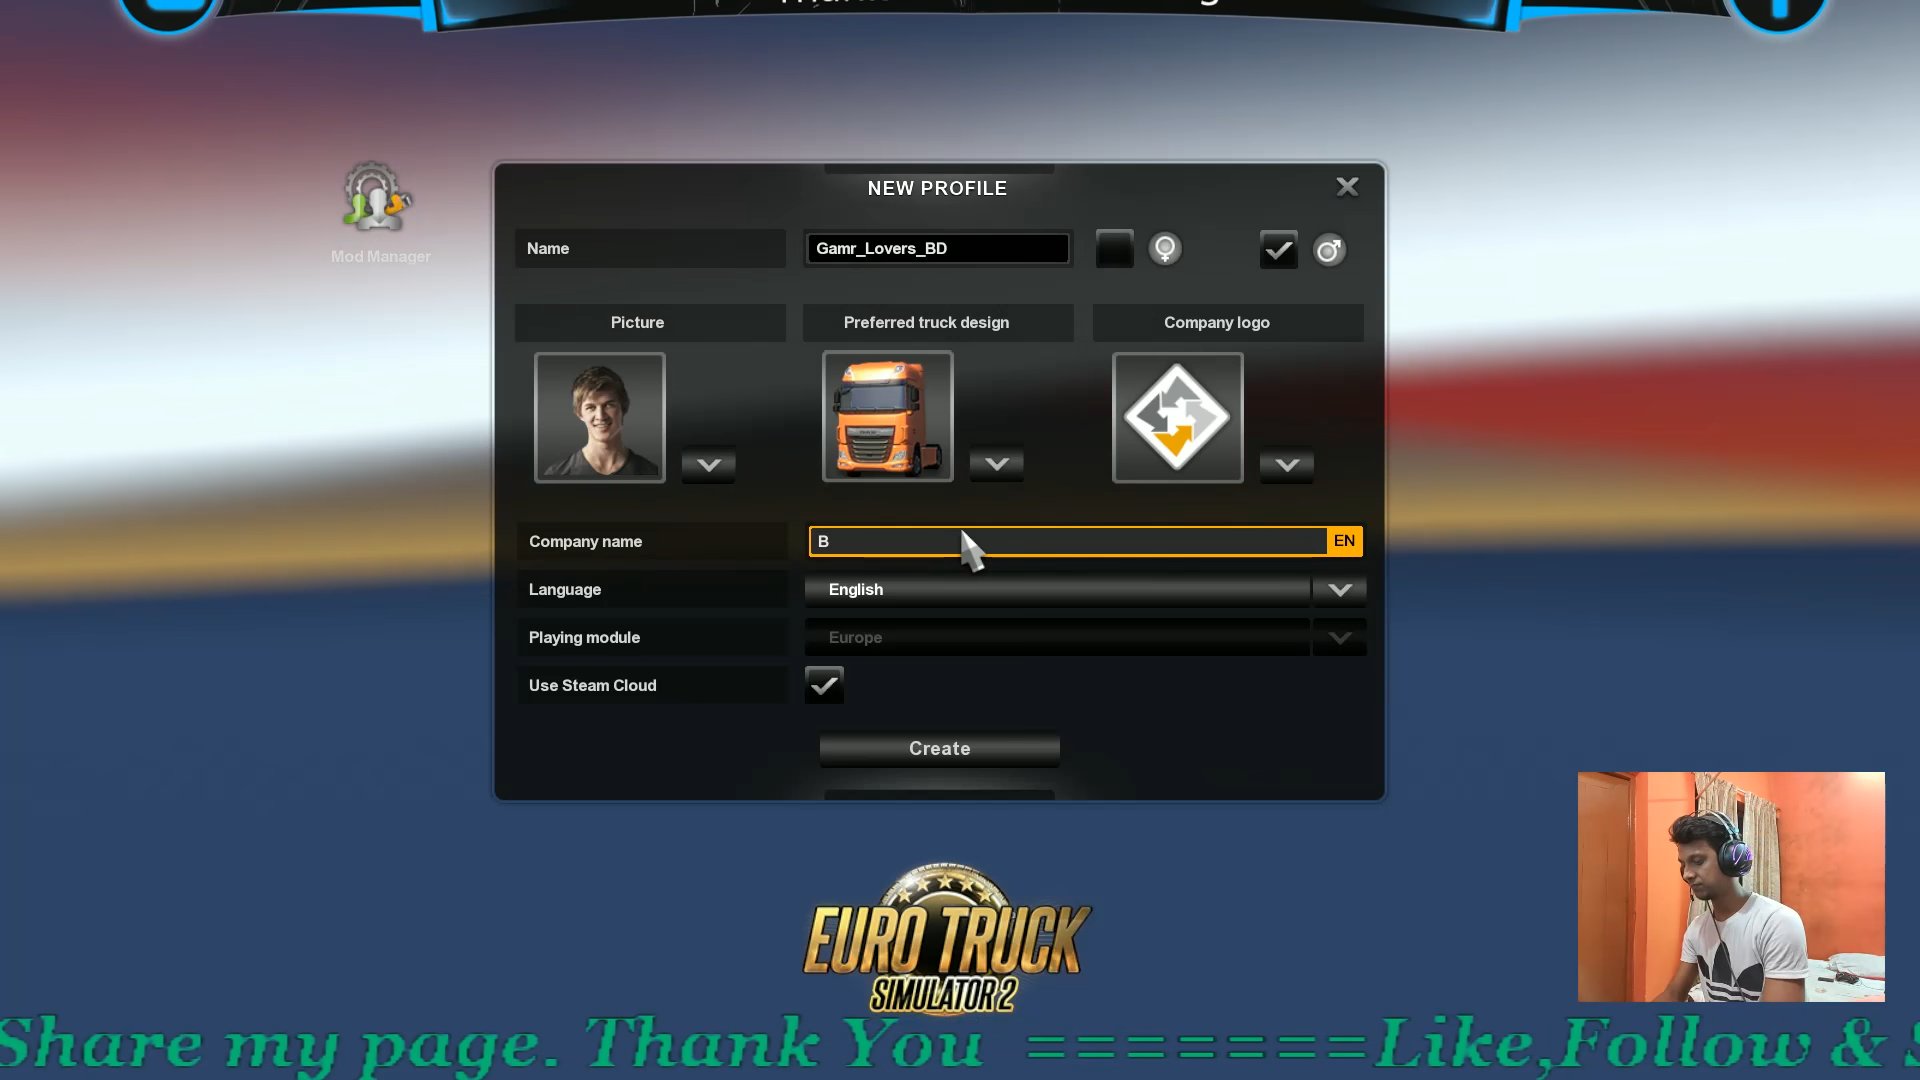 NEW PROFILE
Mod Manager
Name
Gamr_Lovers_BD
Picture
Preferred truck design
Company logo
Company name
B
EN
Language
English
Playing module
Europe
Use Steam Cloud
Create
EURO TRUCK
SIMULATOR 2
Share my page. Thank You =======Like,Follow &